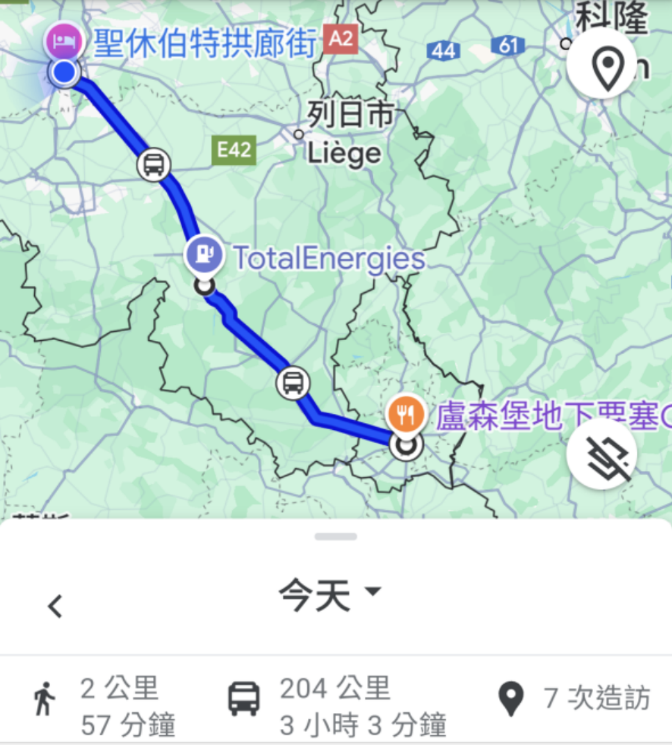 科隆
聖休伯特拱廊街
A2
44
61
列日市
Liège
E42
TotalEnergies
盧森堡地下要塞
今天
2 公里
57 分鐘
204 公里
3 小時 3 分鐘
7 次造訪